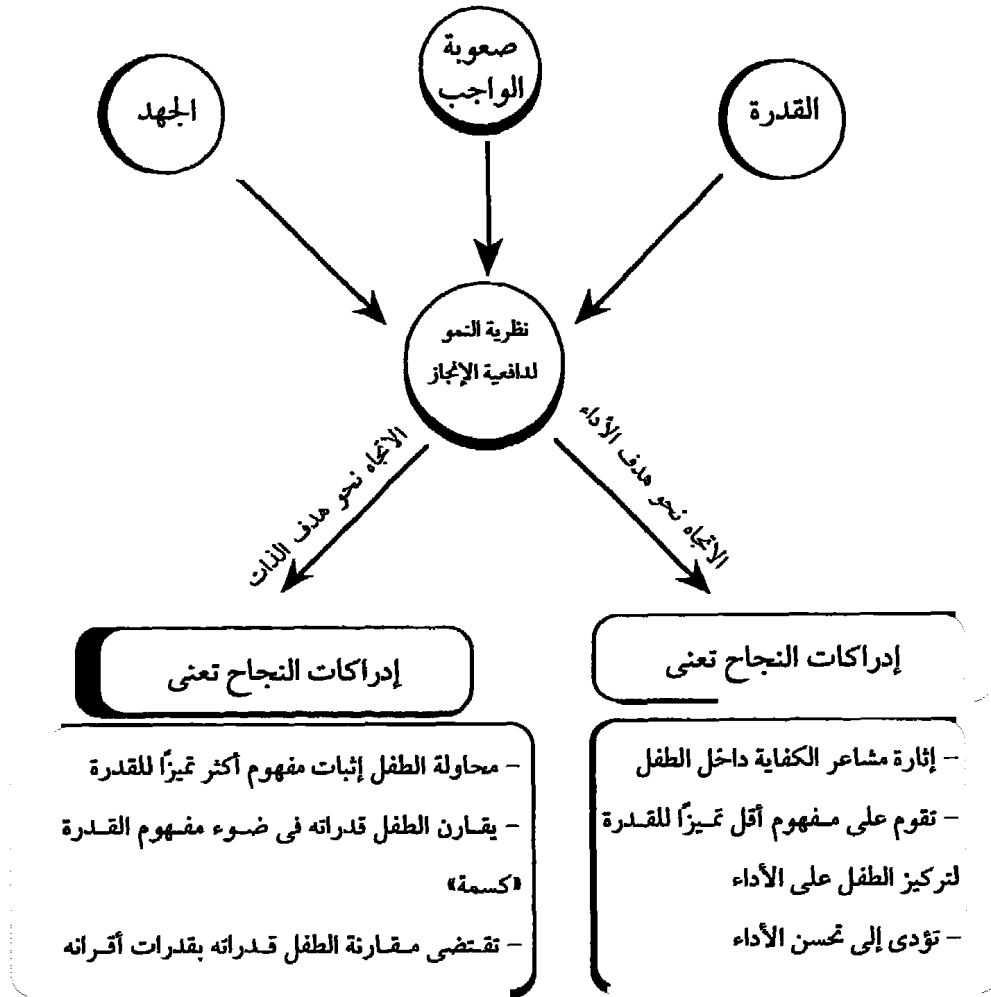 القدرة
صعوبة
الواجب
الجهد
نظرية النمو
لدافعية الإنجاز
الاتجاه نحو هدف الأداء
الاتجاه نحو هدف الذات
إدراكات النجاح تعنى
– إثارة مشاعر الكفاية داخل الطفل
– تقوم على مفهوم أقل تميزًا للقدرة
لتركيز الطفل على الأداء
– تؤدى إلى تحسن الأداء
إدراكات النجاح تعنى
– محاولة الطفل إثبات مفهوم أكثر تميزًا للقدرة
– يقارن الطفل قدراته فى ضوء مفهوم القدرة
«كسمة»
– تقتضى مقارنة الطفل قدراته بقدرات أقرانه